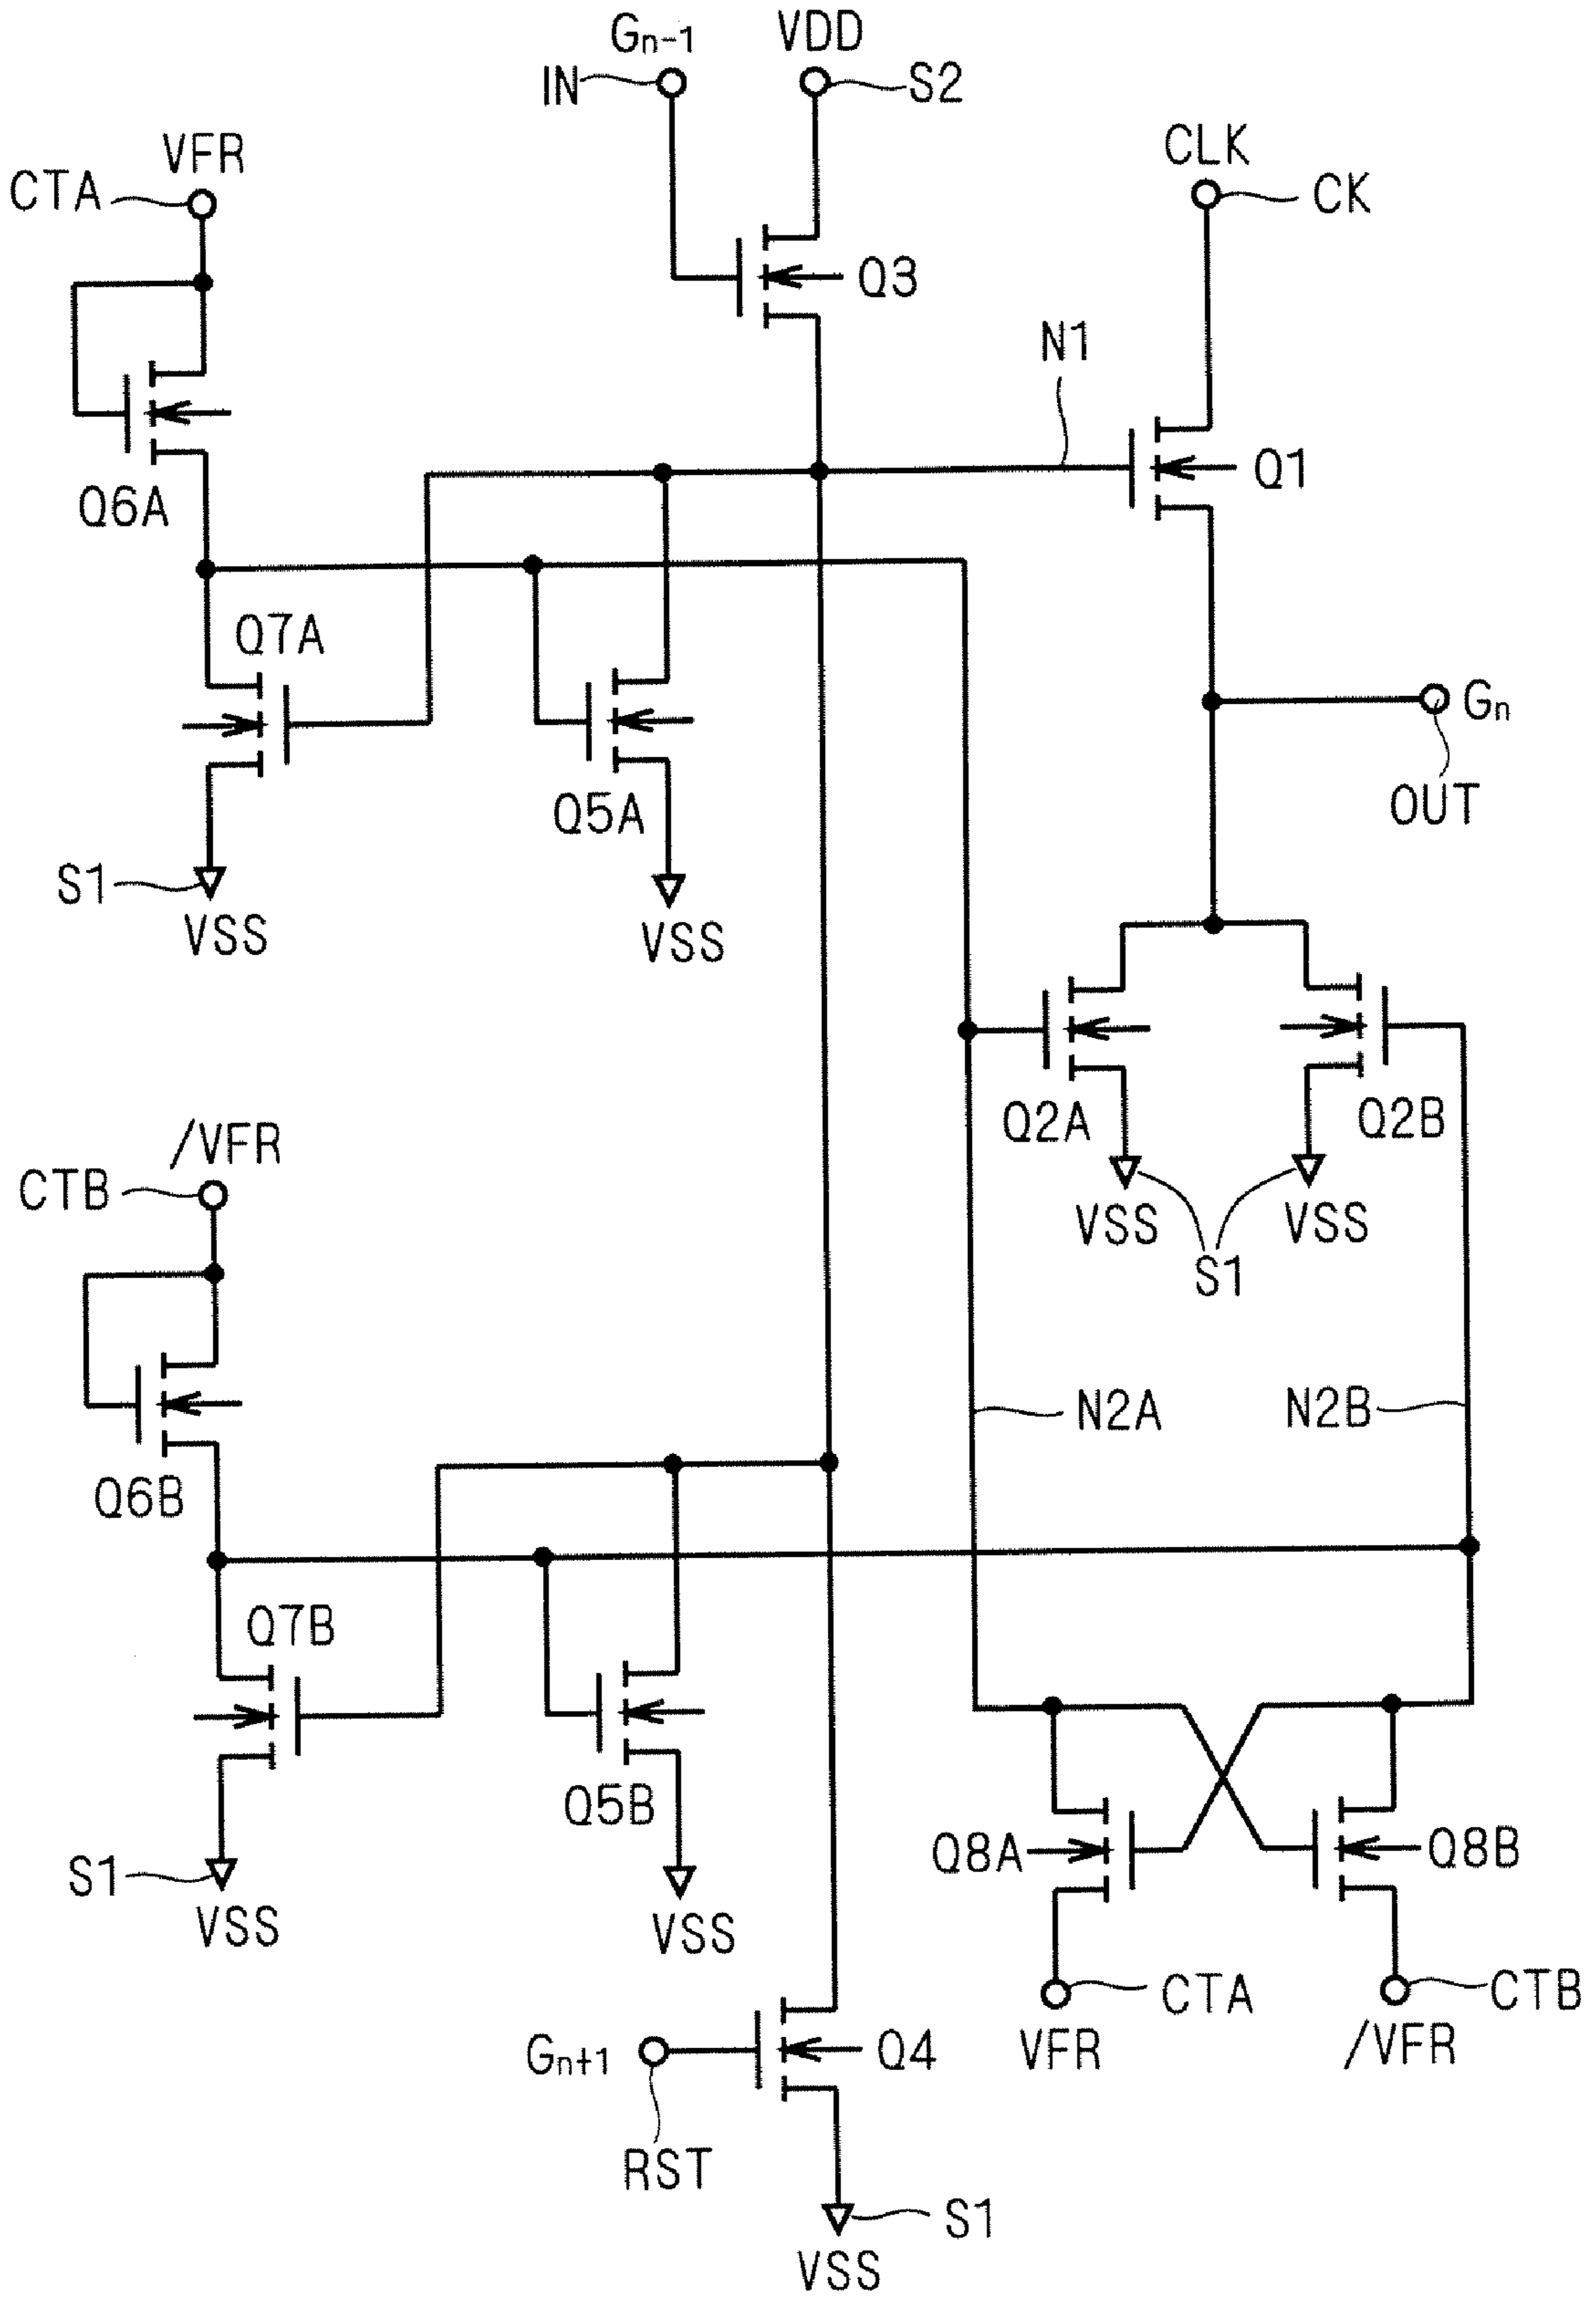 Gn-1 VDD
IN S2
VFR
CTA
CLK
CK
Q3
N1
Q6A
Q1
Q7A
Gn
Q5A
OUT
S1
VSS
VSS
Q2A
Q2B
/VFR
CTB
VSS
VSS
S1
N2A
N2B
Q6B
Q7B
Q5B
Q8A
Q8B
S1
VSS
VSS
CTA
CTB
Gn+1
Q4
VFR
/VFR
RST
S1
VSS